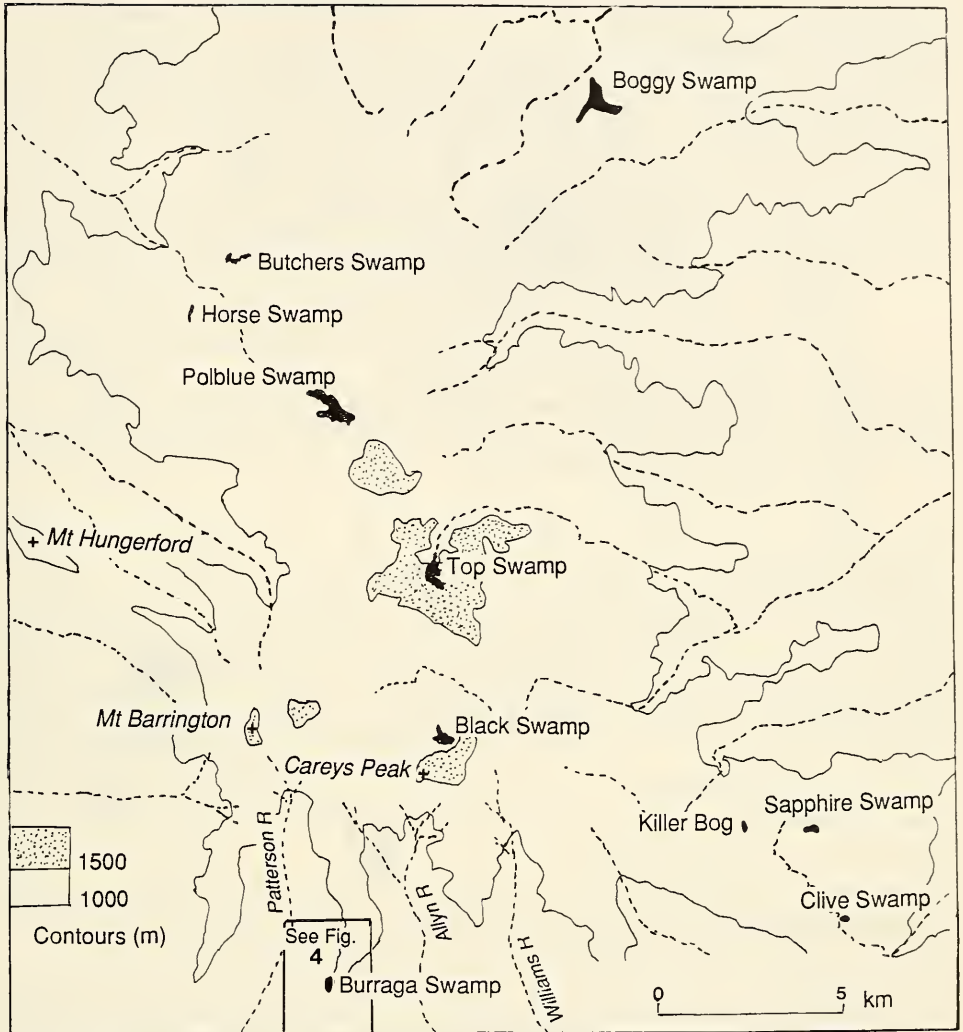 Boggy Swamp
Butchers Swamp
Horse Swamp
Polblue Swamp
Mt Hungerford
Top Swamp
Mt Barrington
Black Swamp
Careys Peak
Killer Bog
Sapphire Swamp
1500
1000
Contours (m)
Patterson R
Allyn R
Williams H
Clive Swamp
See Fig.
4
Burraga Swamp
0 5 km